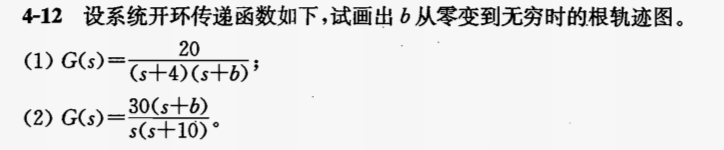 4-12 设系统开环传递函数如下,试画出 b 从零变到无穷时的根轨迹图。
(1) G(s)=20/((s+4)(s+b));
(2) G(s)=30(s+b)/(s(s+10))。